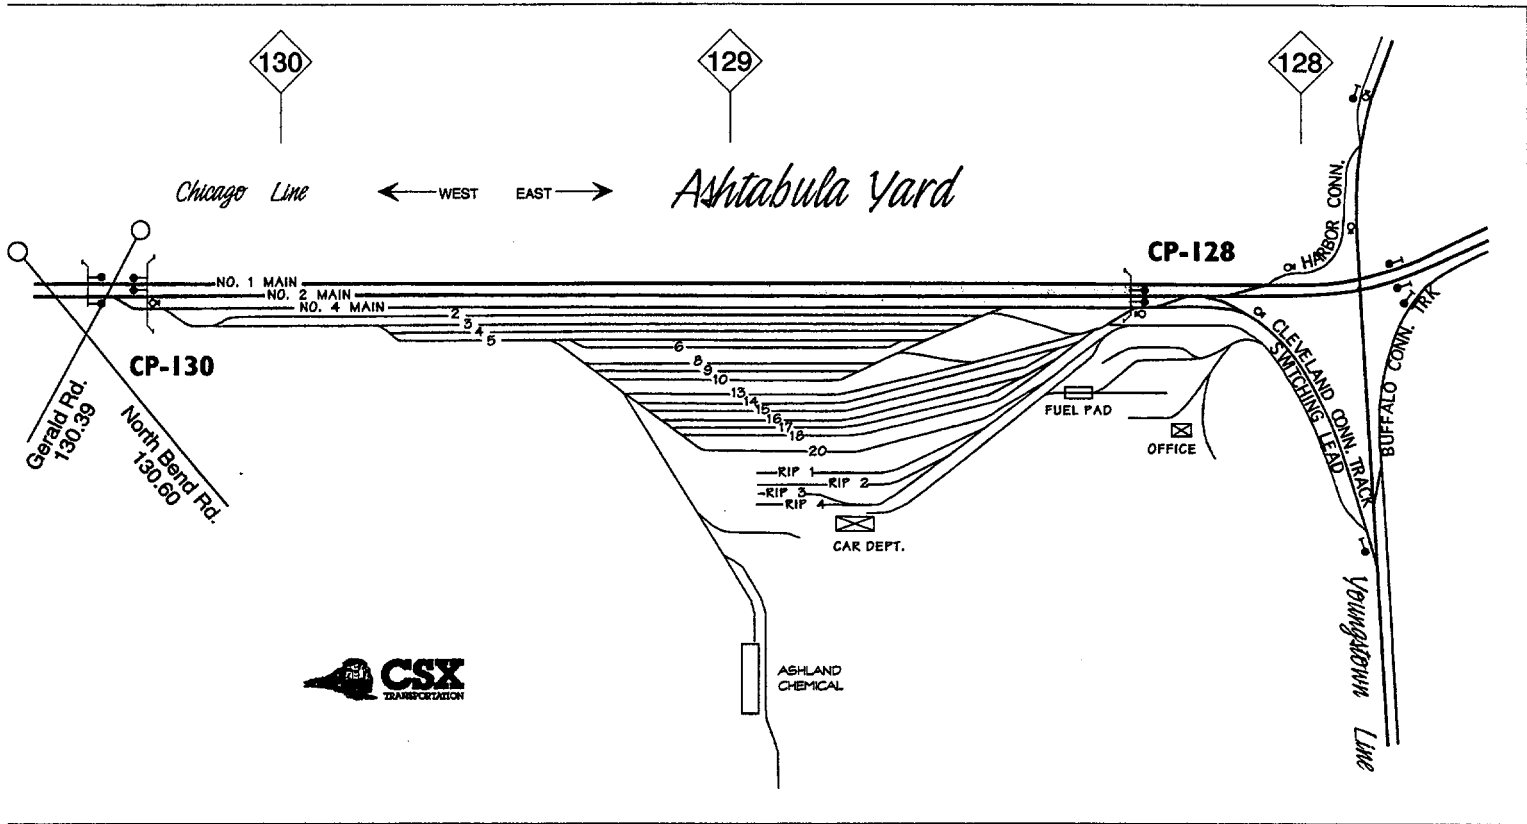 130
129
128
Chicago Line
WEST EAST
Ashtabula Yard
HARBOR CONN.
CP-128
NO. 1 MAIN
NO. 2 MAIN
NO. 4 MAIN
2
3
4
5
6
8
9
10
13
14
15
16
17
18
20
CP-130
Gerald Rd.
130.39
North Bend Rd.
130.60
CLEVELAND CONN. TRACK
SWITCHING LEAD
BUFFALO CONN. TRK
FUEL PAD
OFFICE
RIP 1
RIP 2
RIP 3
RIP 4
CAR DEPT.
Youngstown Line
CSX
TRANSPORTATION
ASHLAND
CHEMICAL